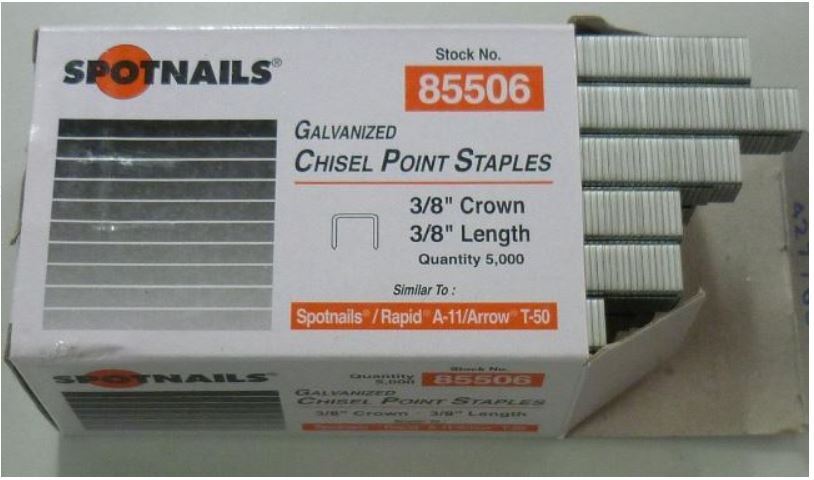 SPOTNAILS®
Stock No.
85506
GALVANIZED
CHISEL POINT STAPLES
3/8" Crown
3/8" Length
Quantity 5,000
Similar To :
Spotnails® / Rapid® A-11/Arrow® T-50
SPOTNAILS®
Quantity
5,000
Stock No.
85506
GALVANIZED
CHISEL POINT STAPLES
3/8" Crown · 3/8" Length